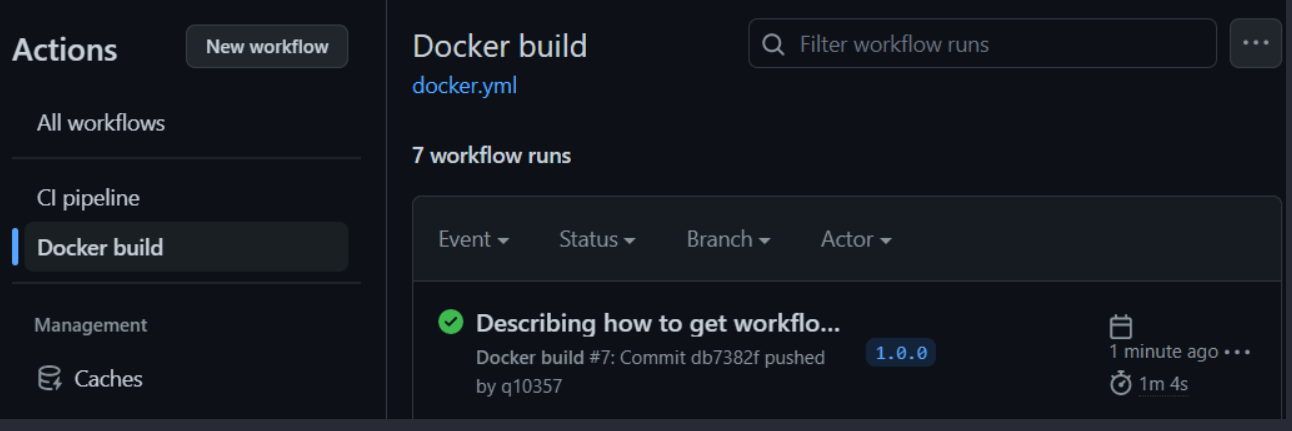 Actions
New workflow
All workflows
CI pipeline
Docker build
Management
Caches
Docker build
docker.yml
Filter workflow runs
7 workflow runs
Event
Status
Branch
Actor
Describing how to get workflo...
Docker build #7: Commit db7382f pushed
by q10357
1.0.0
1 minute ago
1m 4s